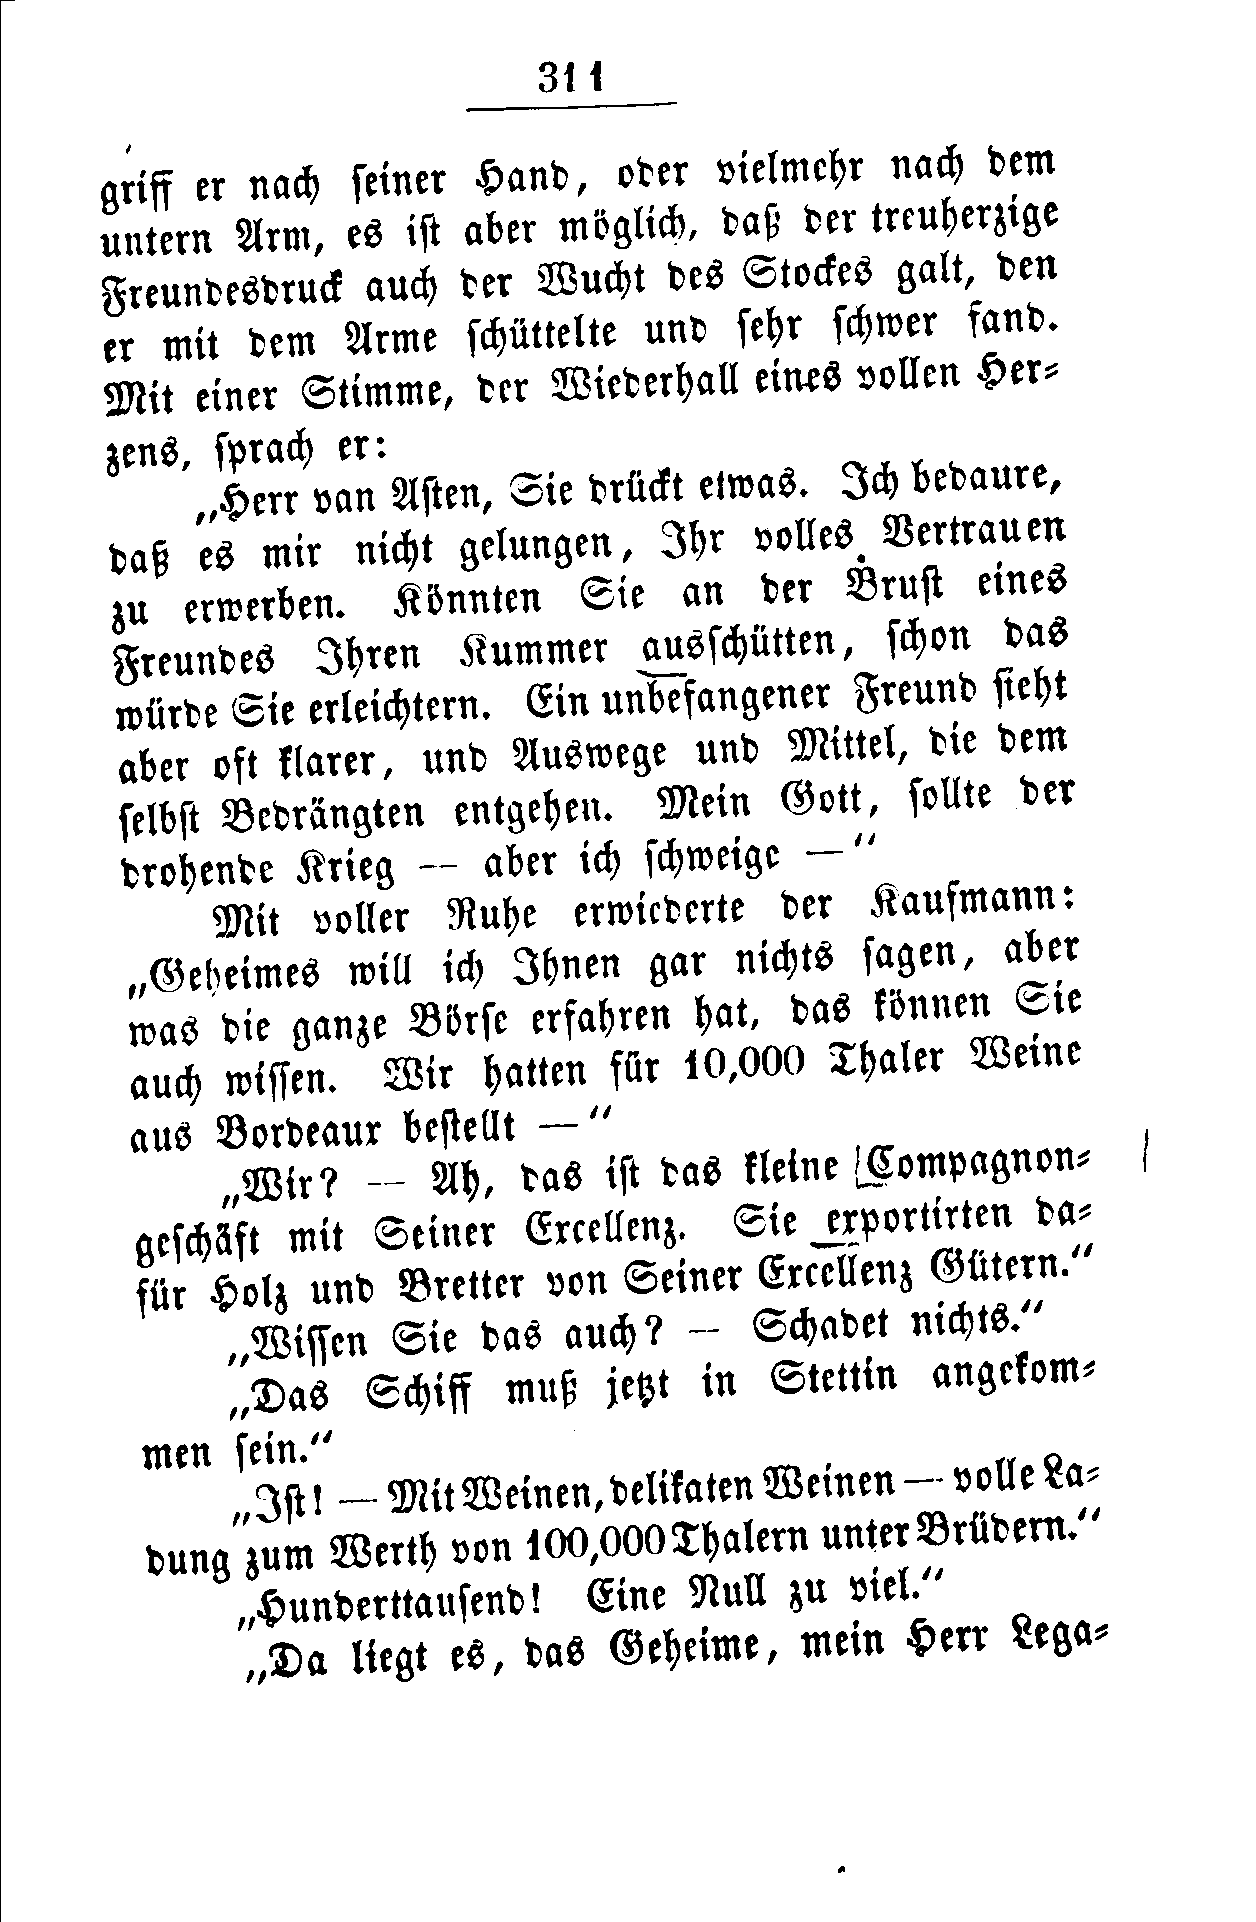 311
griff er nach seiner Hand, oder vielmehr nach dem
untern Arm, es ist aber möglich, daß der treuherzige
Freundesdruck auch der Wucht des Stockes galt, den
er mit dem Arme schüttelte und sehr schwer fand.
Mit einer Stimme, der Wiederhall eines vollen Her-
zens, sprach er:
„Herr van Asten, Sie drückt etwas. Ich bedaure,
daß es mir nicht gelungen, Ihr volles Vertrauen
zu erwerben. Könnten Sie an der Brust eines
Freundes Ihren Kummer ausschütten, schon das
würde Sie erleichtern. Ein unbefangener Freund sieht
aber oft klarer, und Auswege und Mittel, die dem
selbst Bedrängten entgehen. Mein Gott, sollte der
drohende Krieg — aber ich schweige —“
Mit voller Ruhe erwiederte der Kaufmann:
„Geheimes will ich Ihnen gar nichts sagen, aber
was die ganze Börse erfahren hat, das können Sie
auch wissen. Wir hatten für 10,000 Thaler Weine
aus Bordeaux bestellt —“
„Wir? — Ah, das ist das kleine Compagnon-
geschäft mit Seiner Excellenz. Sie exportirten da-
für Holz und Bretter von Seiner Excellenz Gütern.“
„Wissen Sie das auch? — Schadet nichts.“
„Das Schiff muß jetzt in Stettin angekom-
men sein.“
„Ist! — Mit Weinen, delikaten Weinen — volle La-
dung zum Werth von 100,000 Thalern unter Brüdern.“
„Hunderttausend! Eine Null zu viel.“
„Da liegt es, das Geheime, mein Herr Lega-